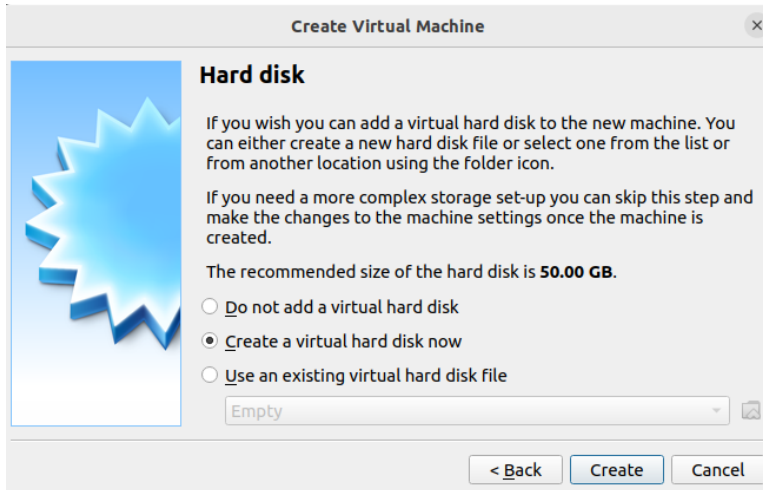 Create Virtual Machine
Hard disk
If you wish you can add a virtual hard disk to the new machine. You
can either create a new hard disk file or select one from the list or
from another location using the folder icon.
If you need a more complex storage set-up you can skip this step and
make the changes to the machine settings once the machine is
created.
The recommended size of the hard disk is 50.00 GB.
Do not add a virtual hard disk
Create a virtual hard disk now
Use an existing virtual hard disk file
Empty
< Back Create Cancel